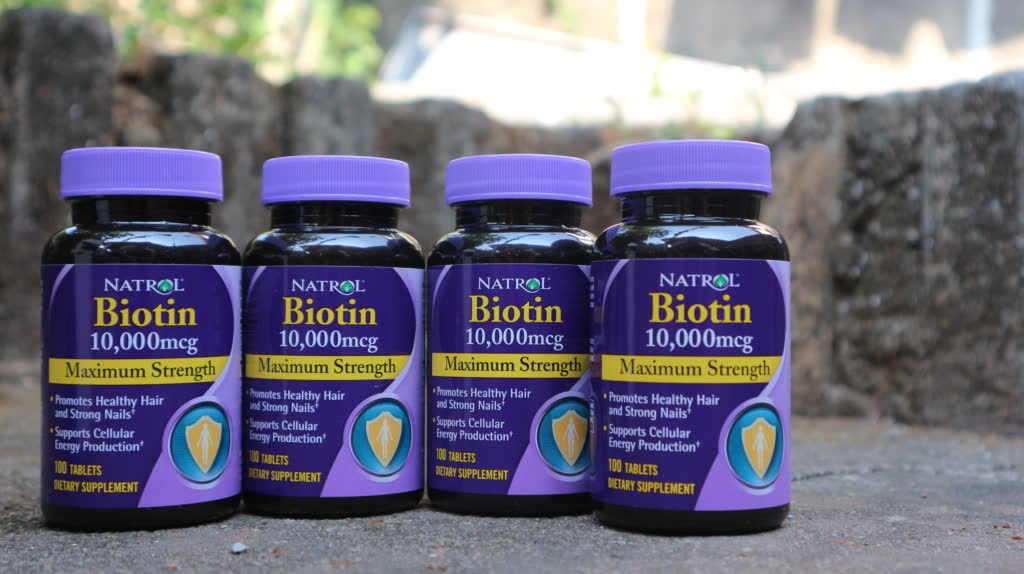 NATROL
Biotin
10,000mcg
Maximum Strength
• Promotes Healthy Hair
and Strong Nails†
• Supports Cellular
Energy Production†
100 TABLETS
DIETARY SUPPLEMENT
NATROL
Biotin
10,000mcg
Maximum Strength
• Promotes Healthy Hair
and Strong Nails†
• Supports Cellular
Energy Production†
100 TABLETS
DIETARY SUPPLEMENT
NATROL
Biotin
10,000mcg
Maximum Strength
• Promotes Healthy Hair
and Strong Nails†
• Supports Cellular
Energy Production†
100 TABLETS
DIETARY SUPPLEMENT
NATROL®
Biotin
10,000mcg
Maximum Strength
• Promotes Healthy Hair
and Strong Nails†
• Supports Cellular
Energy Production†
100 TABLETS
DIETARY SUPPLEMENT